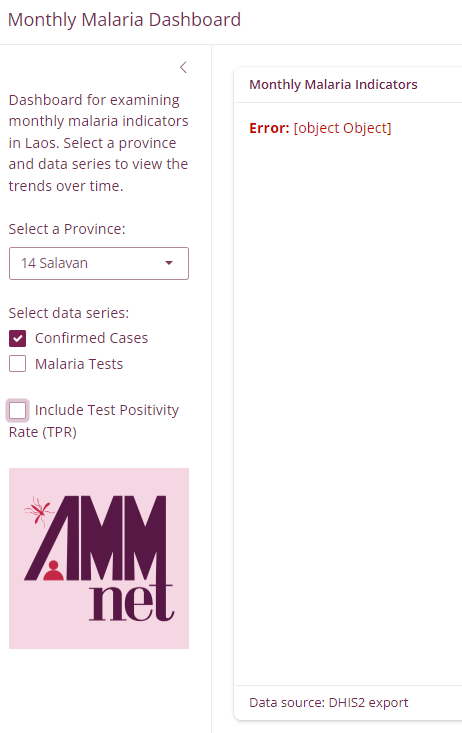 Monthly Malaria Dashboard
Dashboard for examining
monthly malaria indicators
in Laos. Select a province
and data series to view the
trends over time.
Select a Province:
14 Salavan
Select data series:
Confirmed Cases
Malaria Tests
Include Test Positivity
Rate (TPR)
AMM
net
Monthly Malaria Indicators
Error: [object Object]
Data source: DHIS2 export